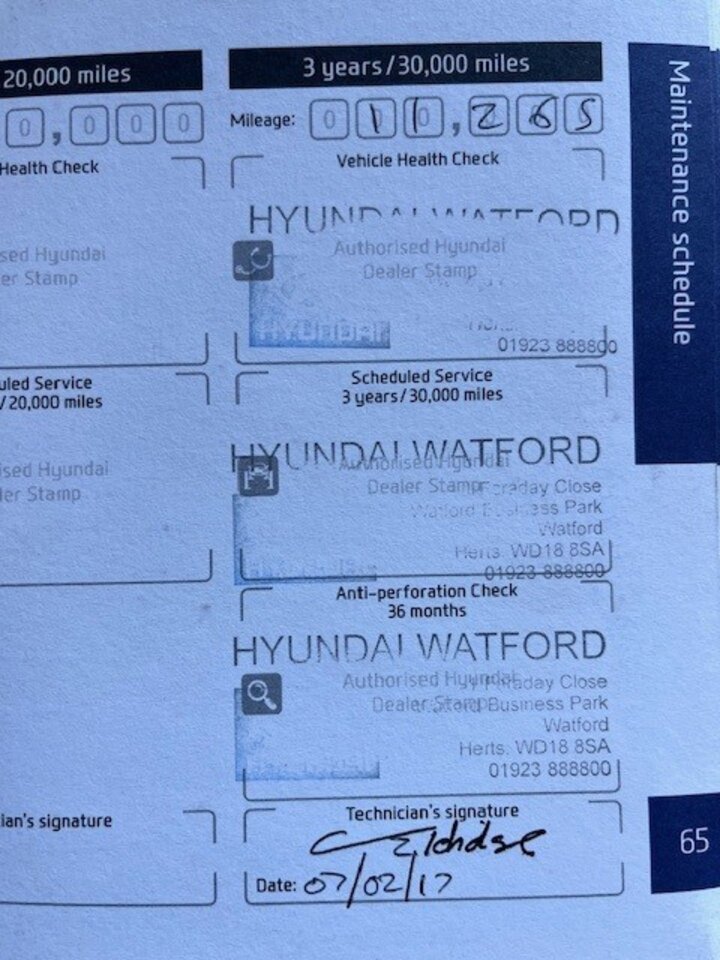 20,000 miles
0,000
Health Check
sed Hyundai
er Stamp
uled Service
/20,000 miles
ised Hyundai
ler Stamp
ian's signature
3 years/30,000 miles
Mileage: 011,265
Vehicle Health Check
HYUNDAI WATFORD
Authorised Hyundai
Dealer Stamp
HYUNDAI
01923 888800
Scheduled Service
3 years/30,000 miles
HYUNDAI WATFORD
Authorised Hyundai
Dealer Stamp Faraday Close
Watford Business Park
Watford
Herts. WD18 8SA
01923 888800
Anti-perforation Check
36 months
HYUNDAI WATFORD
Authorised Hyundai Faraday Close
Dealer Stamp Watford Business Park
Watford
Herts. WD18 8SA
01923 888800
Technician's signature
Date: 07/02/17
Maintenance schedule
65